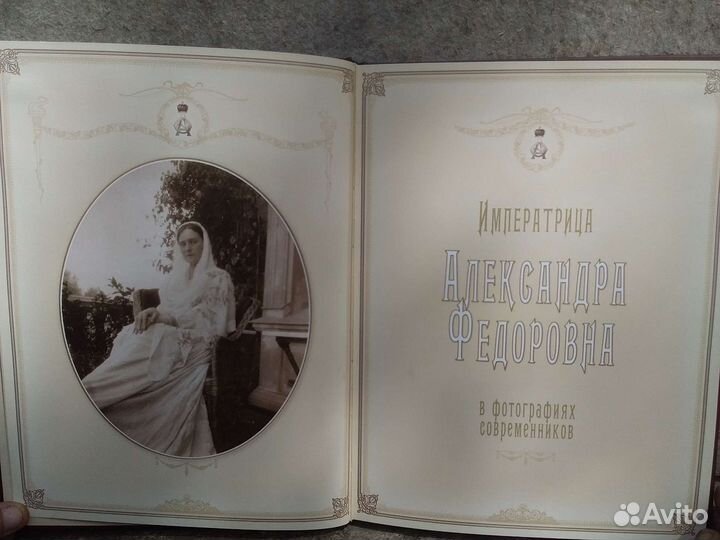 Императрица
Александра
Федоровна
в фотографиях
современников
Avito